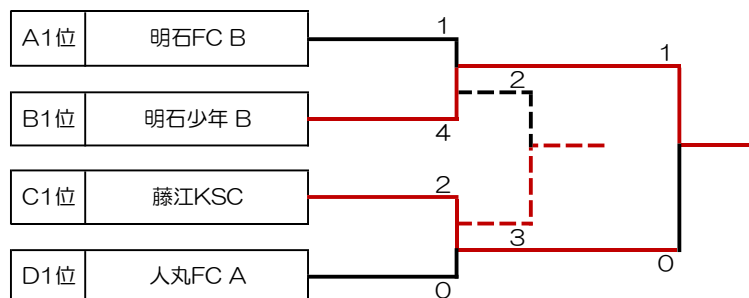 A1位 明石FC B 1
1
2
B1位 明石少年 B 4
C1位 藤江KSC 2
3
0
D1位 人丸FC A 0